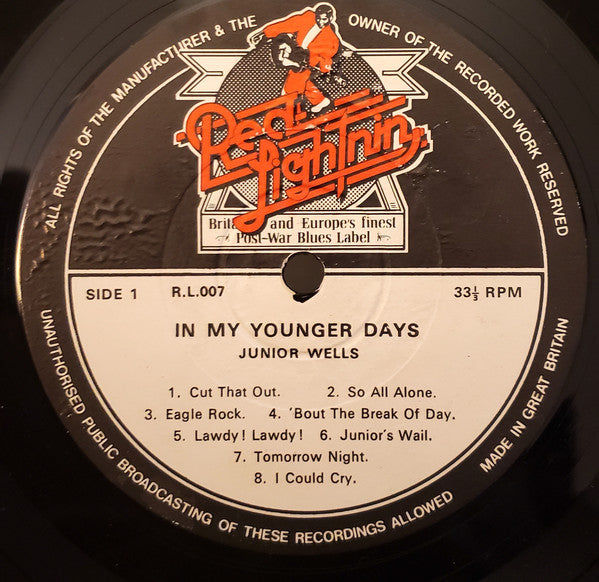 ALL RIGHTS OF THE MANUFACTURER & THE OWNER OF THE RECORDED WORK RESERVED
Red Lightnin
and Europe's finest
Post-War Blues Label
SIDE 1 R.L.007 33⅓ RPM
IN MY YOUNGER DAYS
JUNIOR WELLS
1. Cut That Out. 2. So All Alone.
3. Eagle Rock. 4. 'Bout The Break Of Day.
5. Lawdy! Lawdy! 6. Junior's Wail.
7. Tomorrow Night.
8. I Could Cry.
UNAUTHORISED PUBLIC BROADCASTING OF THESE RECORDINGS ALLOWED
MADE IN GREAT BRITAIN